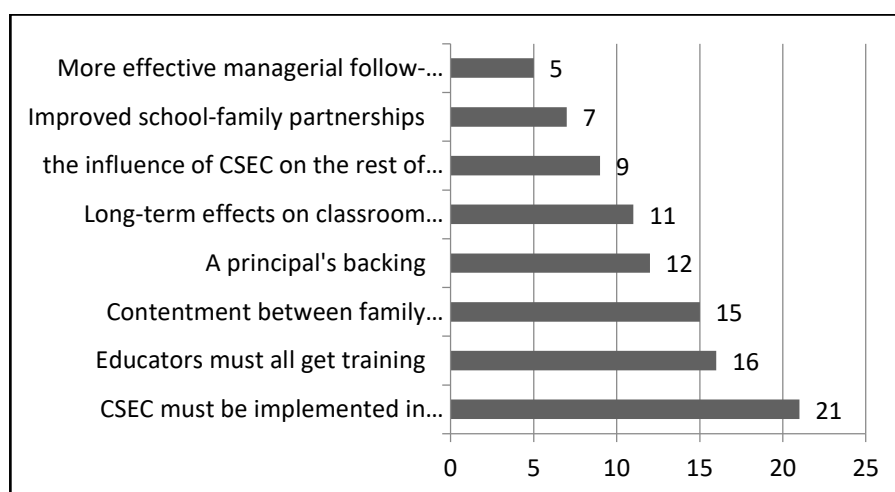 More effective managerial follow-... 5
Improved school-family partnerships 7
the influence of CSEC on the rest of... 9
Long-term effects on classroom... 11
A principal's backing 12
Contentment between family... 15
Educators must all get training 16
CSEC must be implemented in... 21
0 5 10 15 20 25